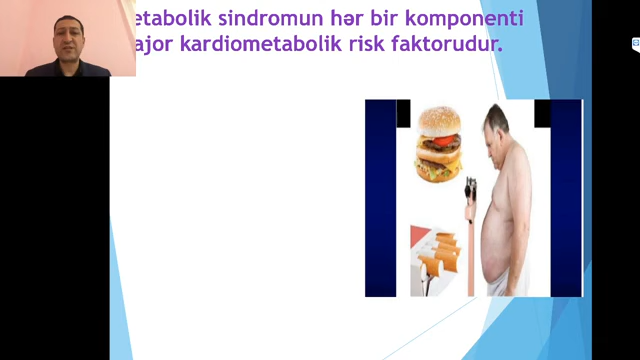 etabolik sindromun hər bir komponenti
ajor kardiometabolik risk faktorudur.